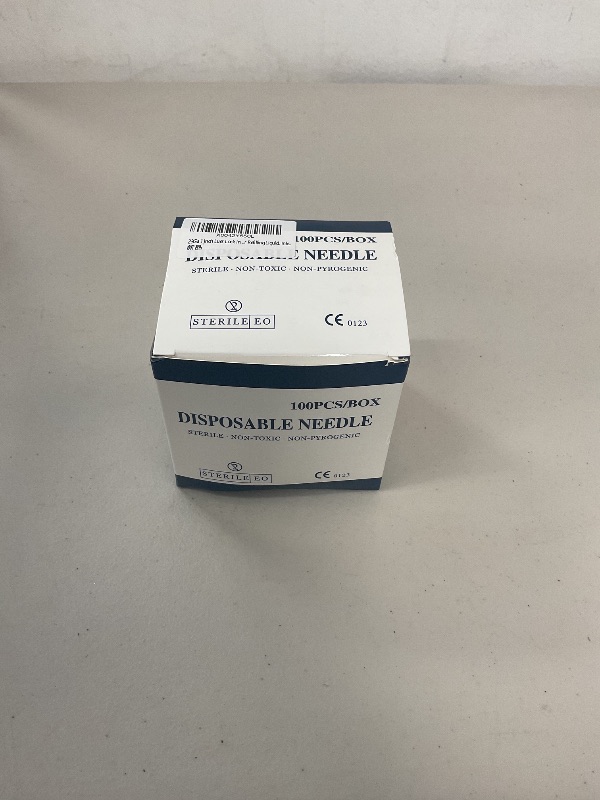 100PCS/BOX
DISPOSABLE NEEDLE
STERILE - NON-TOXIC - NON-PYROGENIC
STERILE EO
CE 0123
100PCS/BOX
DISPOSABLE NEEDLE
STERILE - NON-TOXIC - NON-PYROGENIC
STERILE EO
CE 0123